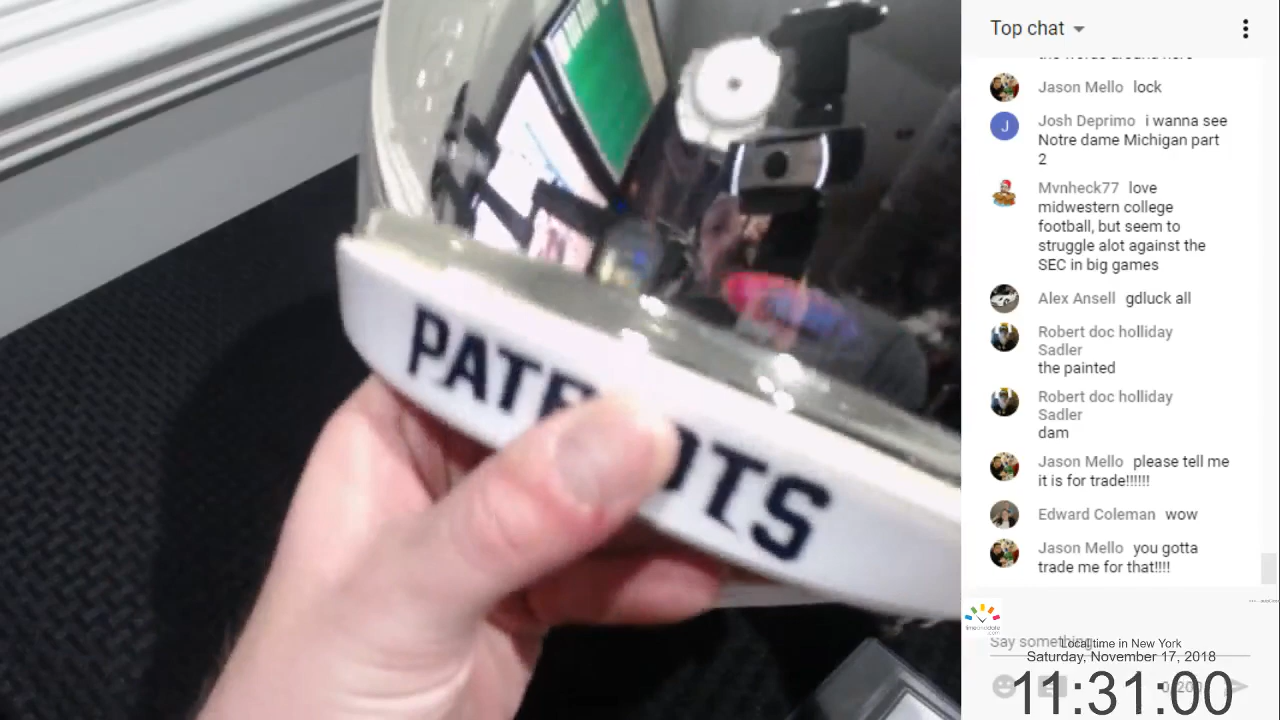 PATRIOTS
Top chat
Jason Mello lock
Josh Deprimo i wanna see
Notre dame Michigan part
2
Mvnheck77 love
midwestern college
football, but seem to
struggle alot against the
SEC in big games
Alex Ansell gdluck all
Robert doc holliday
Sadler
the painted
Robert doc holliday
Sadler
dam
Jason Mello please tell me
it is for trade!!!!!!
Edward Coleman wow
Jason Mello you gotta
trade me for that!!!!
Say something...
Local time in New York
Saturday, November 17, 2018
11:31:00